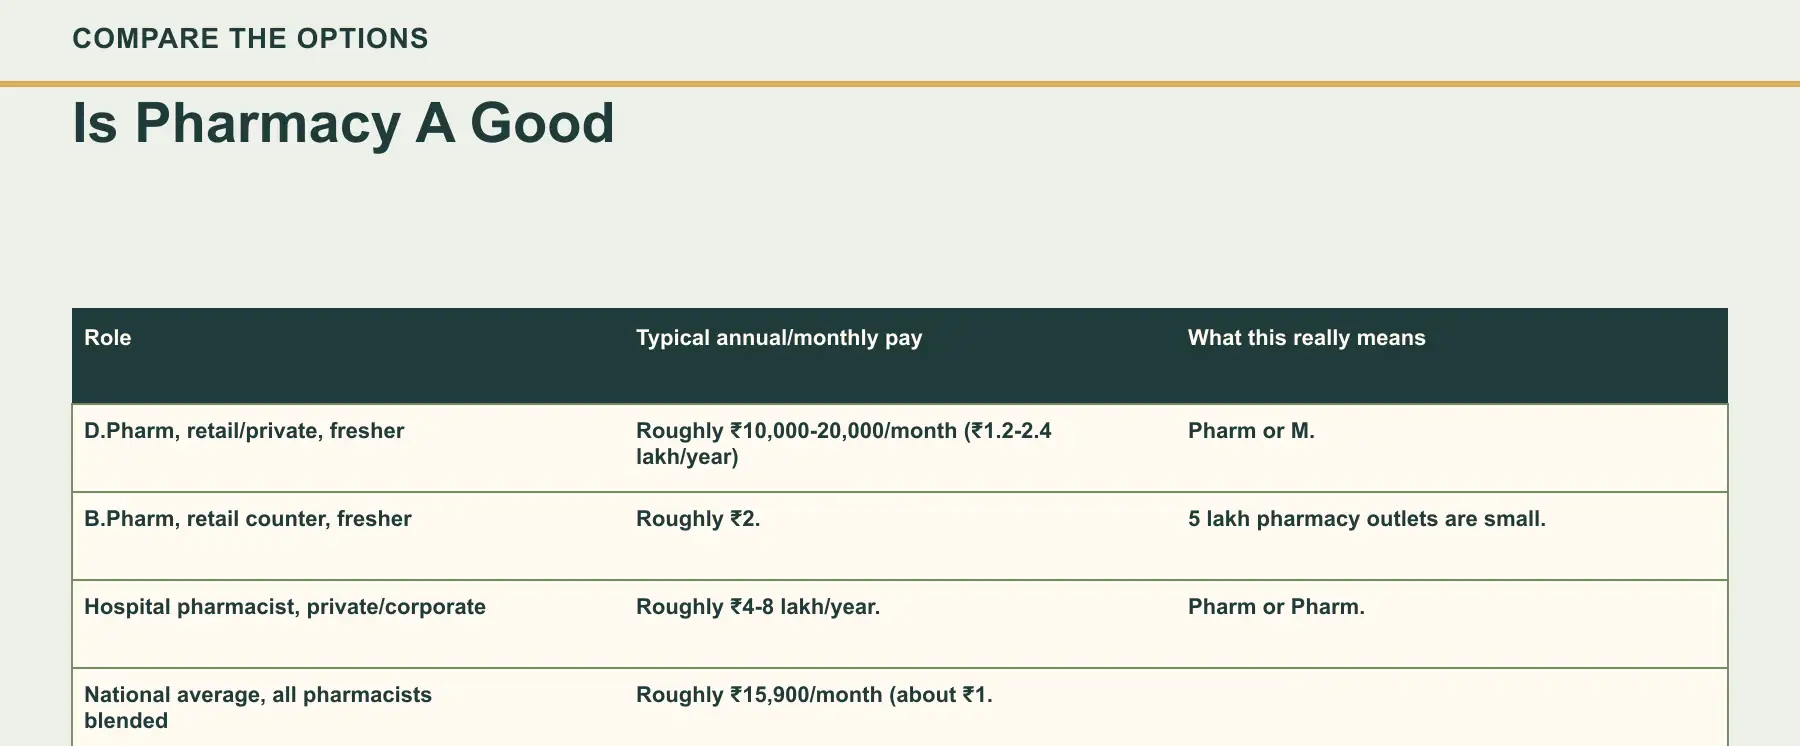 COMPARE THE OPTIONS
Is Pharmacy A Good
Role
Typical annual/monthly pay
What this really means
D.Pharm, retail/private, fresher
Roughly ₹10,000-20,000/month (₹1.2-2.4
lakh/year)
Pharm or M.
B.Pharm, retail counter, fresher
Roughly ₹2.
5 lakh pharmacy outlets are small.
Hospital pharmacist, private/corporate
Roughly ₹4-8 lakh/year.
Pharm or Pharm.
National average, all pharmacists
blended
Roughly ₹15,900/month (about ₹1.